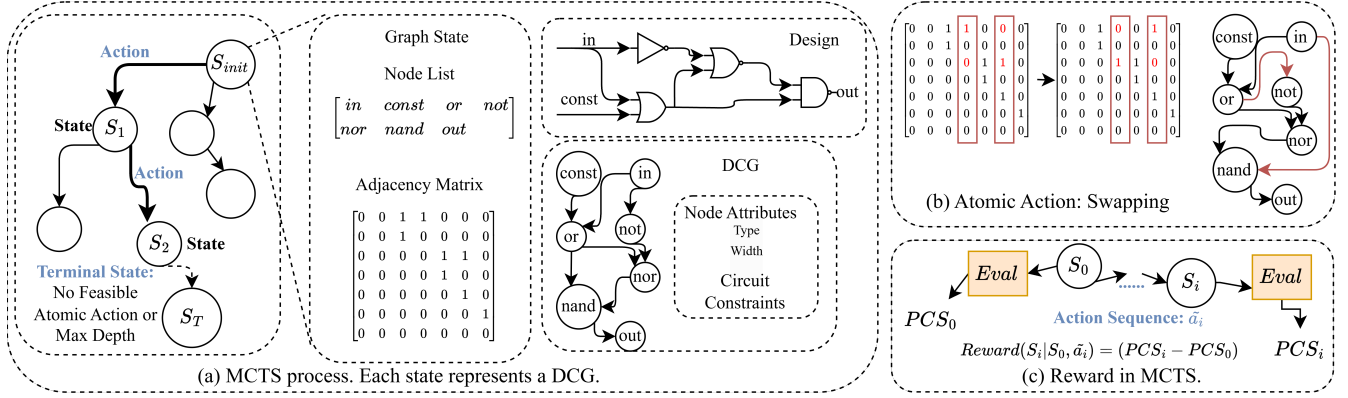 Action
S_init
State
S_1
Action
S_2
State
Terminal State:
No Feasible
Atomic Action or
Max Depth
S_T
Graph State
Node List
in const or not
nor nand out
Adjacency Matrix
0 0 1 1 0 0 0
0 0 1 0 0 0 0
0 0 0 0 1 1 0
0 0 0 0 1 0 0
0 0 0 0 0 1 0
0 0 0 0 0 0 1
0 0 0 0 0 0 0
Design
in
const
out
DCG
const
in
or
not
nor
nand
out
Node Attributes
Type
Width
Circuit
Constraints
(a) MCTS process. Each state represents a DCG.
0 0 1 1 0 0 0
0 0 1 0 0 0 0
0 0 0 0 1 1 0
0 0 0 0 1 0 0
0 0 0 0 0 1 0
0 0 0 0 0 0 1
0 0 0 0 0 0 0
0 0 1 0 0 1 0
0 0 1 0 0 0 0
0 0 0 1 1 0 0
0 0 0 0 1 0 0
0 0 0 0 0 1 0
0 0 0 0 0 0 1
0 0 0 0 0 0 0
const
in
or
not
nor
nand
out
(b) Atomic Action: Swapping
Eval
S_0
......
S_i
Eval
PCS_0
Action Sequence: ã_i
PCS_i
Reward(S_i|S_0, ã_i) = (PCS_i − PCS_0)
(c) Reward in MCTS.